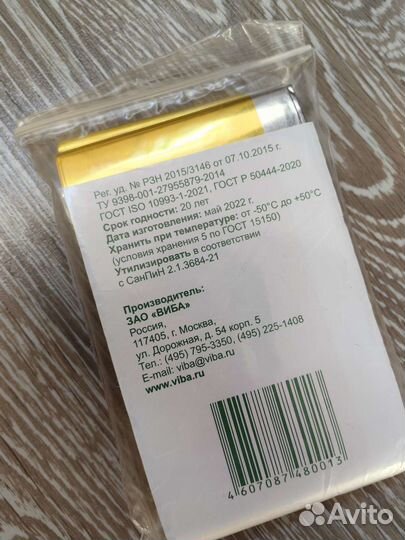 Рег. уд. № РЗН 2015/3146 от 07.10.2015 г.
ТУ 9398-001-27955879-2014
ГОСТ ISO 10993-1-2021, ГОСТ Р 50444-2020
Срок годности: 20 лет
Дата изготовления: май 2022 г.
Хранить при температуре: от -50°С до +50°С
(условия хранения 5 по ГОСТ 15150)
Утилизировать в соответствии
с СанПиН 2.1.3684-21
Производитель:
ЗАО «ВИБА»
Россия,
117405, г. Москва,
ул. Дорожная, д. 54 корп. 5
Тел.: (495) 795-3350, (495) 225-1408
E-mail: viba@viba.ru
www.viba.ru
4607087480013
Avito